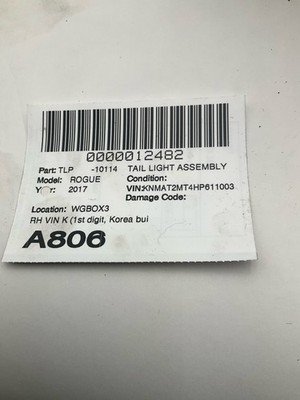 0000012482
Part: TLP -10114 TAIL LIGHT ASSEMBLY
Model: ROGUE Condition:
Year: 2017 VIN:KNMAT2MT4HP611003
Damage Code:
Location: WGBOX3
RH VIN K (1st digit, Korea bui
A806